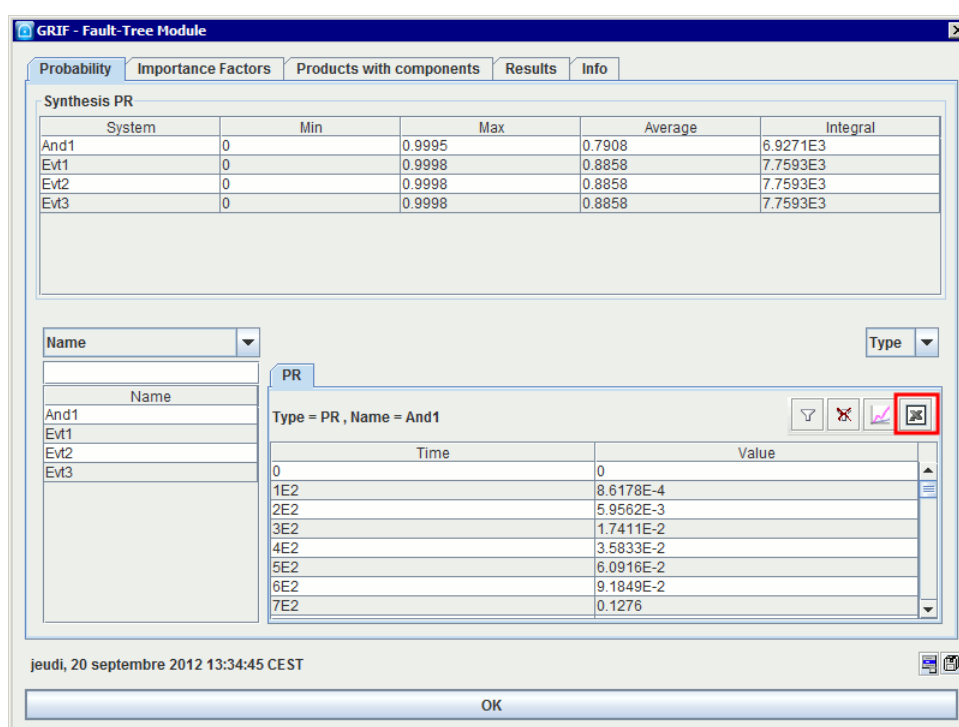 GRIF - Fault-Tree Module
Probability Importance Factors Products with components Results Info
Synthesis PR
System Min Max Average Integral
And1 0 0.9995 0.7908 6.9271E3
Evt1 0 0.9998 0.8858 7.7593E3
Evt2 0 0.9998 0.8858 7.7593E3
Evt3 0 0.9998 0.8858 7.7593E3
Name Type
PR
Name
Type = PR , Name = And1
And1
Evt1
Evt2
Evt3
Time Value
0 0
1E2 8.6178E-4
2E2 5.9562E-3
3E2 1.7411E-2
4E2 3.5833E-2
5E2 6.0916E-2
6E2 9.1849E-2
7E2 0.1276
jeudi, 20 septembre 2012 13:34:45 CEST
OK